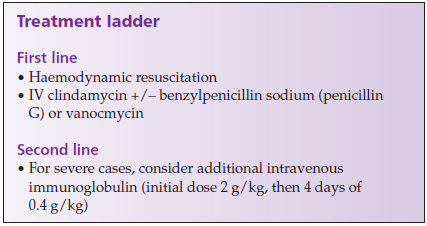 Treatment ladder
First line
• Haemodynamic resuscitation
• IV clindamycin +/– benzylpenicillin sodium (penicillin
G) or vanocmycin
Second line
• For severe cases, consider additional intravenous
immunoglobulin (initial dose 2 g/kg, then 4 days of
0.4 g/kg)